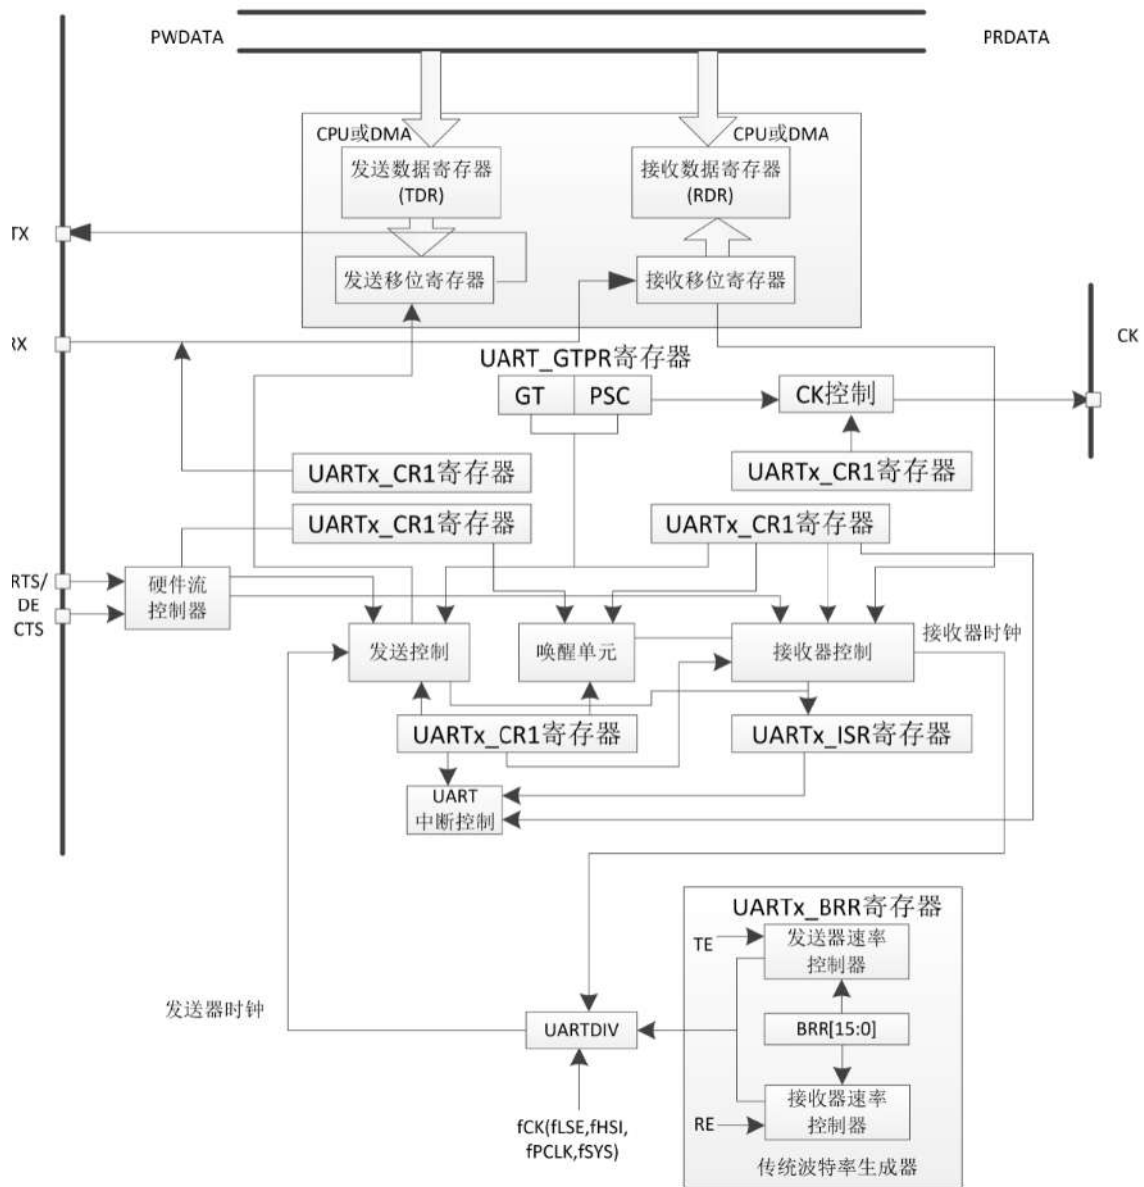 PWDATA
PRDATA
CPU或DMA
CPU或DMA
发送数据寄存器
(TDR)
接收数据寄存器
(RDR)
TX
发送移位寄存器
接收移位寄存器
RX
CK
UART_GTPR寄存器
GT
PSC
CK控制
UARTx_CR1寄存器
UARTx_CR1寄存器
UARTx_CR1寄存器
UARTx_CR1寄存器
RTS/
DE
CTS
硬件流
控制器
发送控制
唤醒单元
接收器控制
接收器时钟
UARTx_CR1寄存器
UARTx_ISR寄存器
UART
中断控制
UARTx_BRR寄存器
TE
发送器速率
控制器
发送器时钟
UARTDIV
BRR[15:0]
fCK(fLSE,fHSI,
fPCLK,fSYS)
RE
接收器速率
控制器
传统波特率生成器